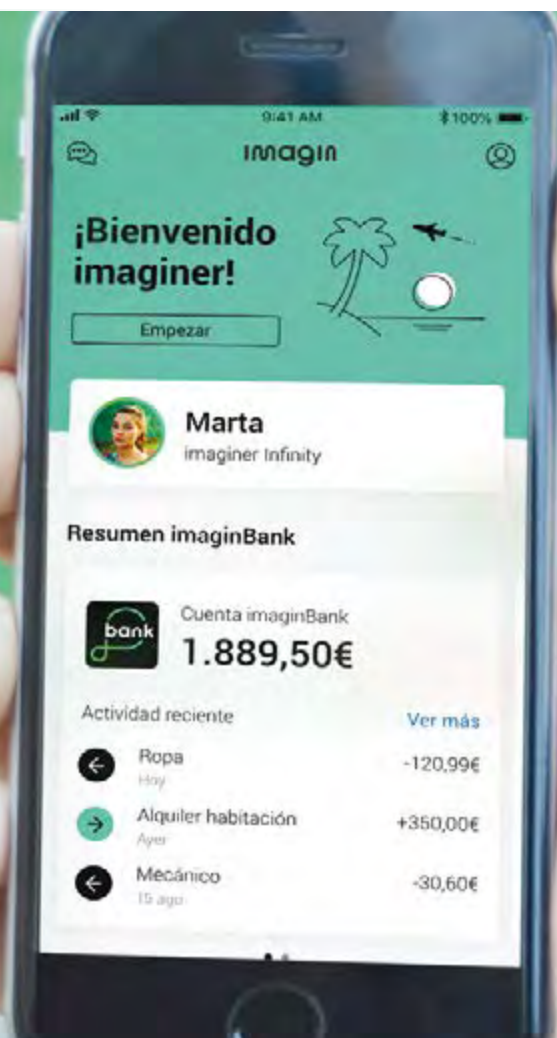 9:41 AM
100%
imagin
¡Bienvenido
imaginer!
Empezar
Marta
imaginer Infinity
Resumen imaginBank
bank
Cuenta imaginBank
1.889,50€
Actividad reciente
Ver más
Ropa
-120,99€
Hoy
Alquiler habitación
+350,00€
Ayer
Mecánico
-30,60€
15 ago